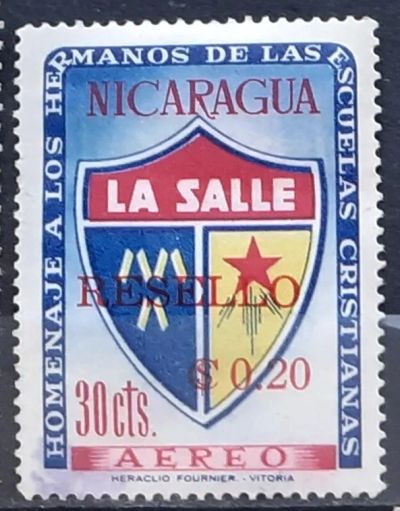 HOMENAJE A LOS HERMANOS DE LAS ESCUELAS CRISTIANAS
NICARAGUA
LA SALLE
RESELLO
₡ 0.20
30 cts.
AEREO
HERACLIO FOURNIER. - VITORIA